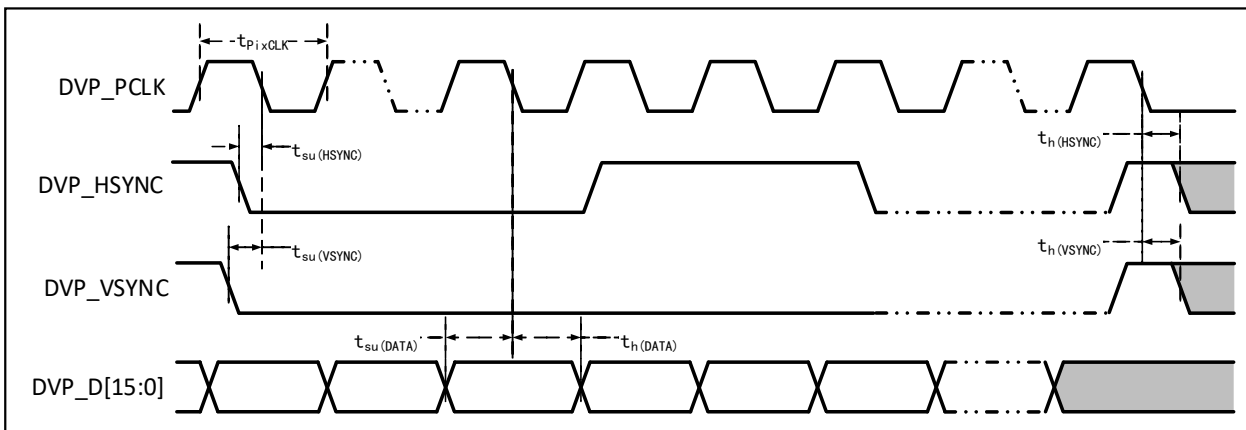 tPixCLK
DVP_PCLK
tsu(HSYNC)
th(HSYNC)
DVP_HSYNC
tsu(VSYNC)
th(VSYNC)
DVP_VSYNC
tsu(DATA)
th(DATA)
DVP_D[15:0]